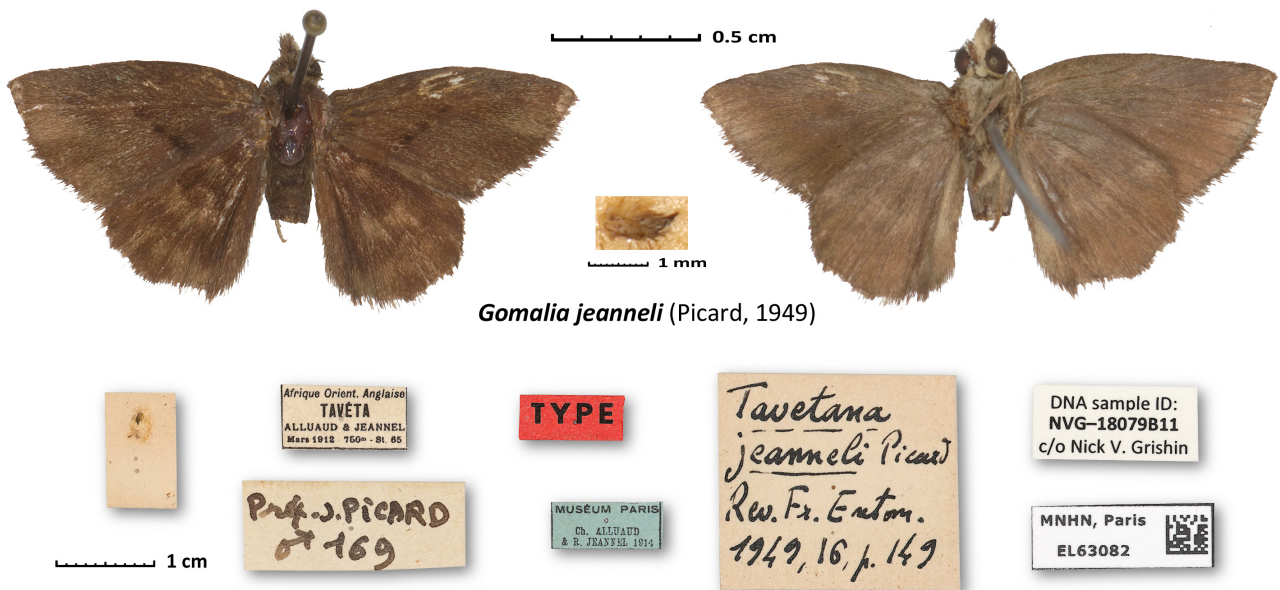 0.5 cm
1 mm
Gomalia jeanneli (Picard, 1949)
Afrique Orient. Anglaise
TAVÉTA
ALLUAUD & JEANNEL
Mars 1912 750m - St. 65
Prép. J. PiCARD
♂ 169
TYPE
MUSÉUM PARIS
Ch. ALLUAUD
& R. JEANNEL 1914
Tavetana
jeanneli Picard
Rev. Fr. Entom.
1949, 16, p. 149
DNA sample ID:
NVG–18079B11
c/o Nick V. Grishin
MNHN, Paris
EL63082
1 cm